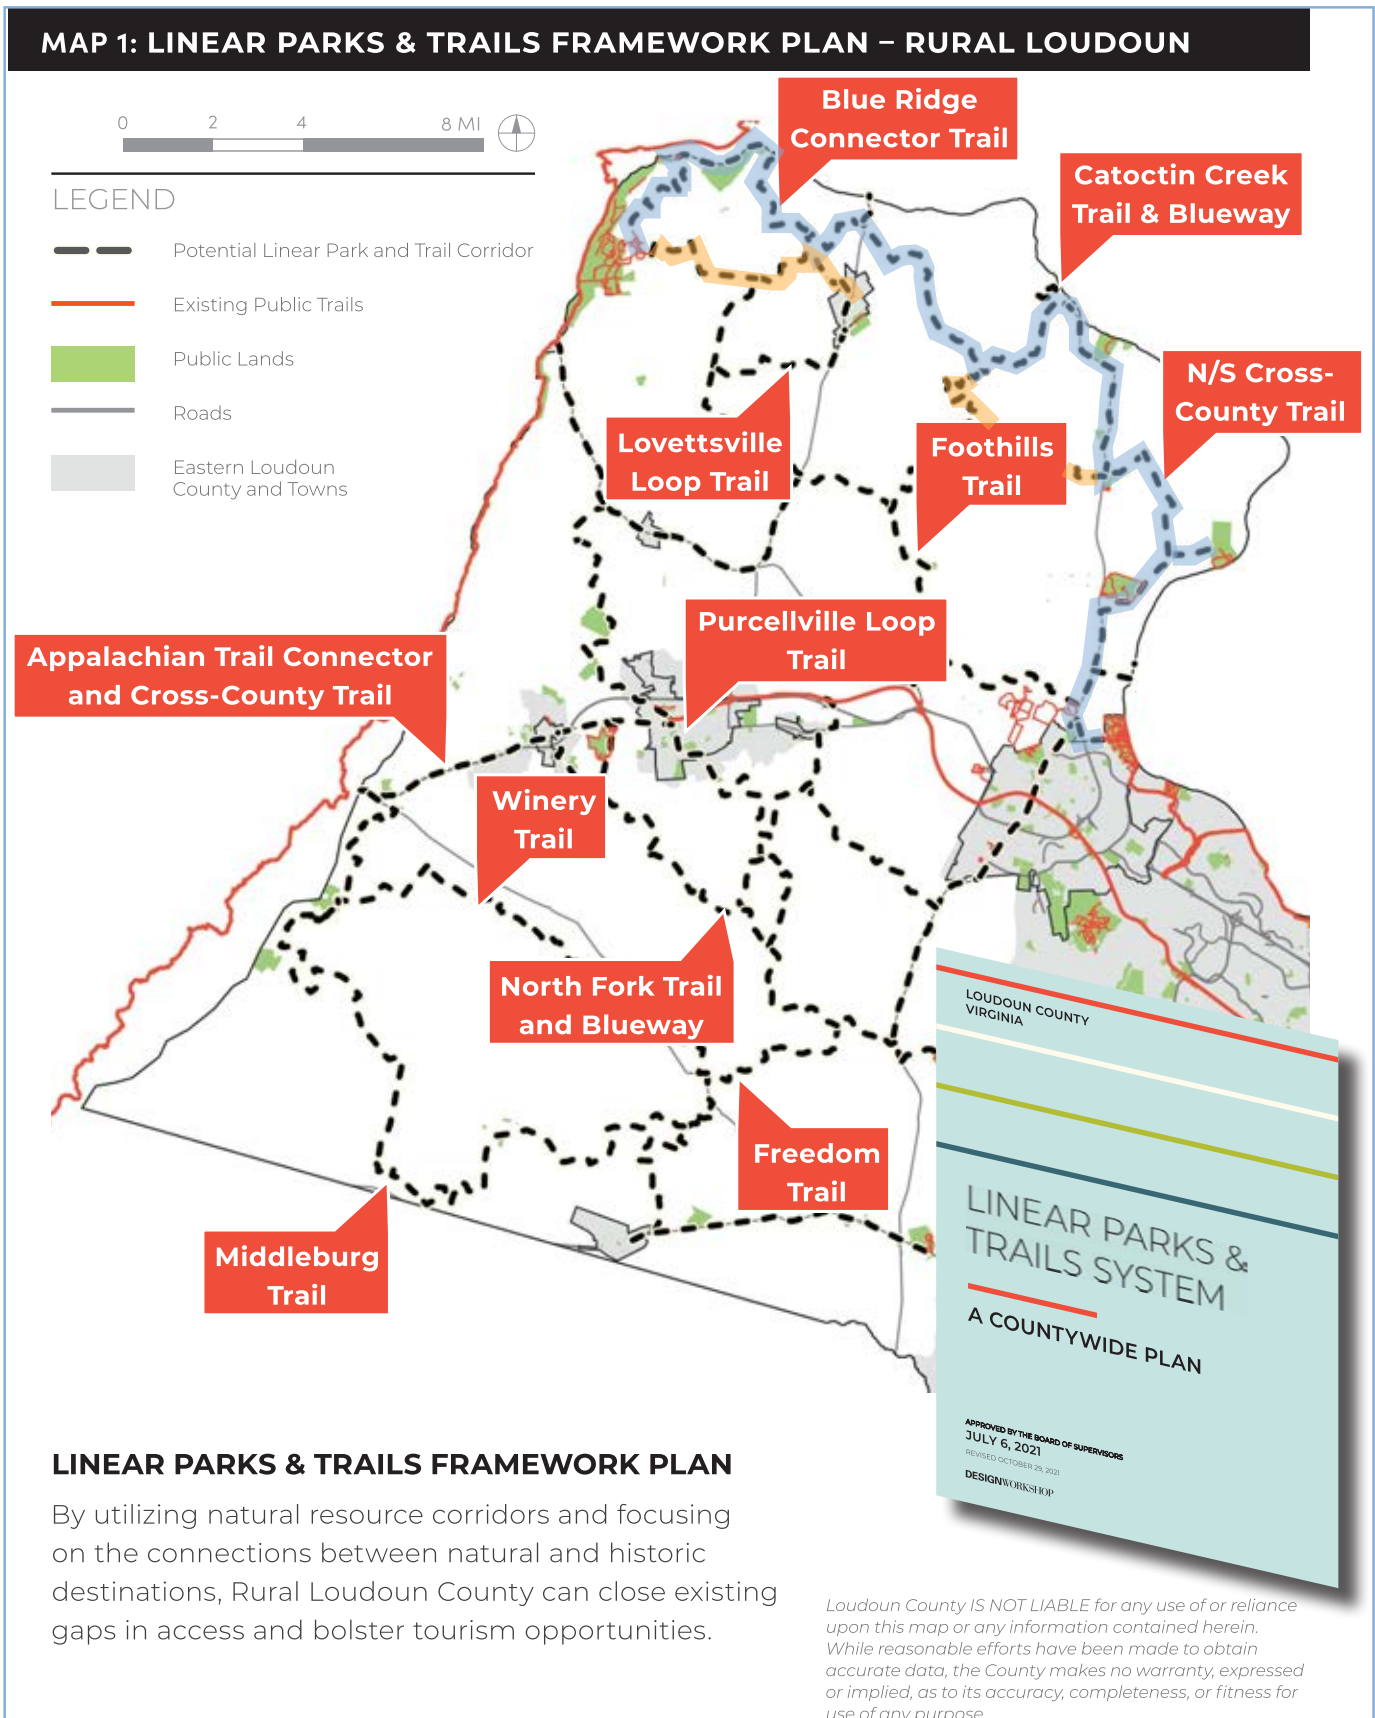 MAP 1: LINEAR PARKS & TRAILS FRAMEWORK PLAN – RURAL LOUDOUN
0 2 4 8 MI
LEGEND
Potential Linear Park and Trail Corridor
Existing Public Trails
Public Lands
Roads
Eastern Loudoun
County and Towns
Blue Ridge
Connector Trail
Catoctin Creek
Trail & Blueway
N/S Cross-
County Trail
Lovettsville
Loop Trail
Foothills
Trail
Purcellville Loop
Trail
Appalachian Trail Connector
and Cross-County Trail
Winery
Trail
North Fork Trail
and Blueway
Freedom
Trail
Middleburg
Trail
LOUDOUN COUNTY
VIRGINIA
LINEAR PARKS &
TRAILS SYSTEM
A COUNTYWIDE PLAN
APPROVED BY THE BOARD OF SUPERVISORS
JULY 6, 2021
REVISED OCTOBER 29, 2021
DESIGNWORKSHOP
LINEAR PARKS & TRAILS FRAMEWORK PLAN
By utilizing natural resource corridors and focusing
on the connections between natural and historic
destinations, Rural Loudoun County can close existing
gaps in access and bolster tourism opportunities.
Loudoun County IS NOT LIABLE for any use of or reliance
upon this map or any information contained herein.
While reasonable efforts have been made to obtain
accurate data, the County makes no warranty, expressed
or implied, as to its accuracy, completeness, or fitness for
use of any purpose